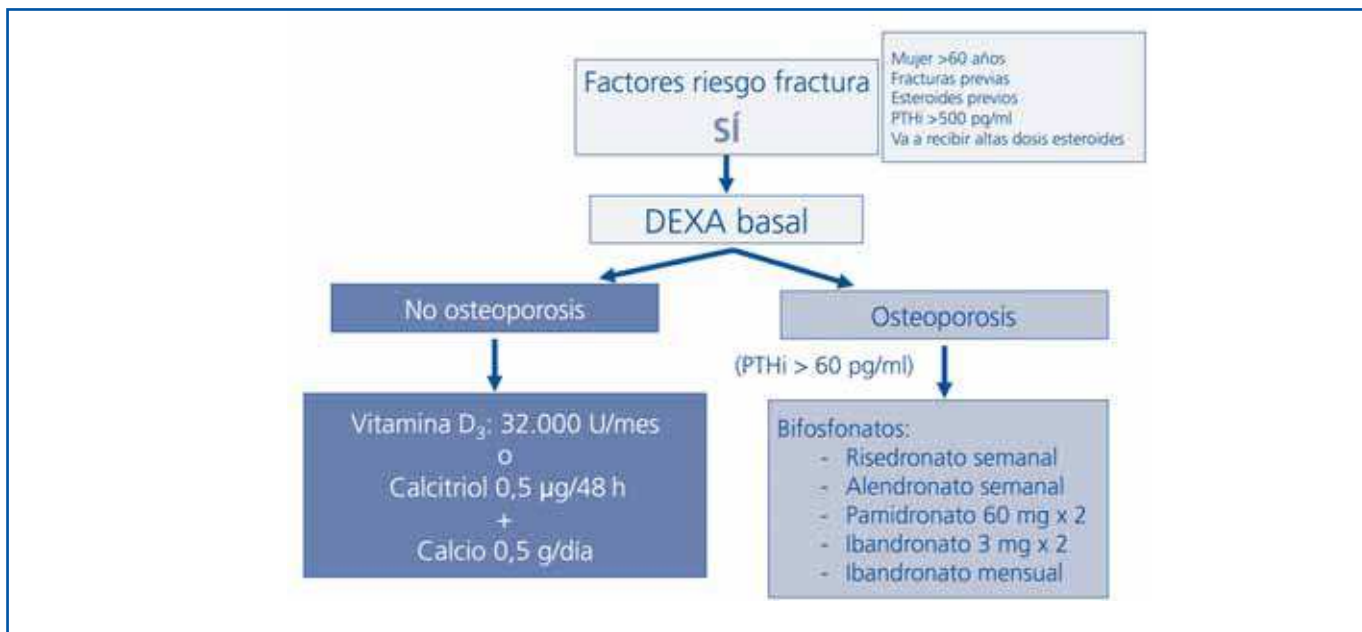 Factores riesgo fractura
SÍ
Mujer >60 años
Fracturas previas
Esteroides previos
PTHi >500 pg/ml
Va a recibir altas dosis esteroides
DEXA basal
No osteoporosis
Osteoporosis
(PTHi > 60 pg/ml)
Vitamina D₃: 32.000 U/mes
o
Calcitriol 0,5 µg/48 h
+
Calcio 0,5 g/día
Bifosfonatos:
- Risedronato semanal
- Alendronato semanal
- Pamidronato 60 mg x 2
- Ibandronato 3 mg x 2
- Ibandronato mensual